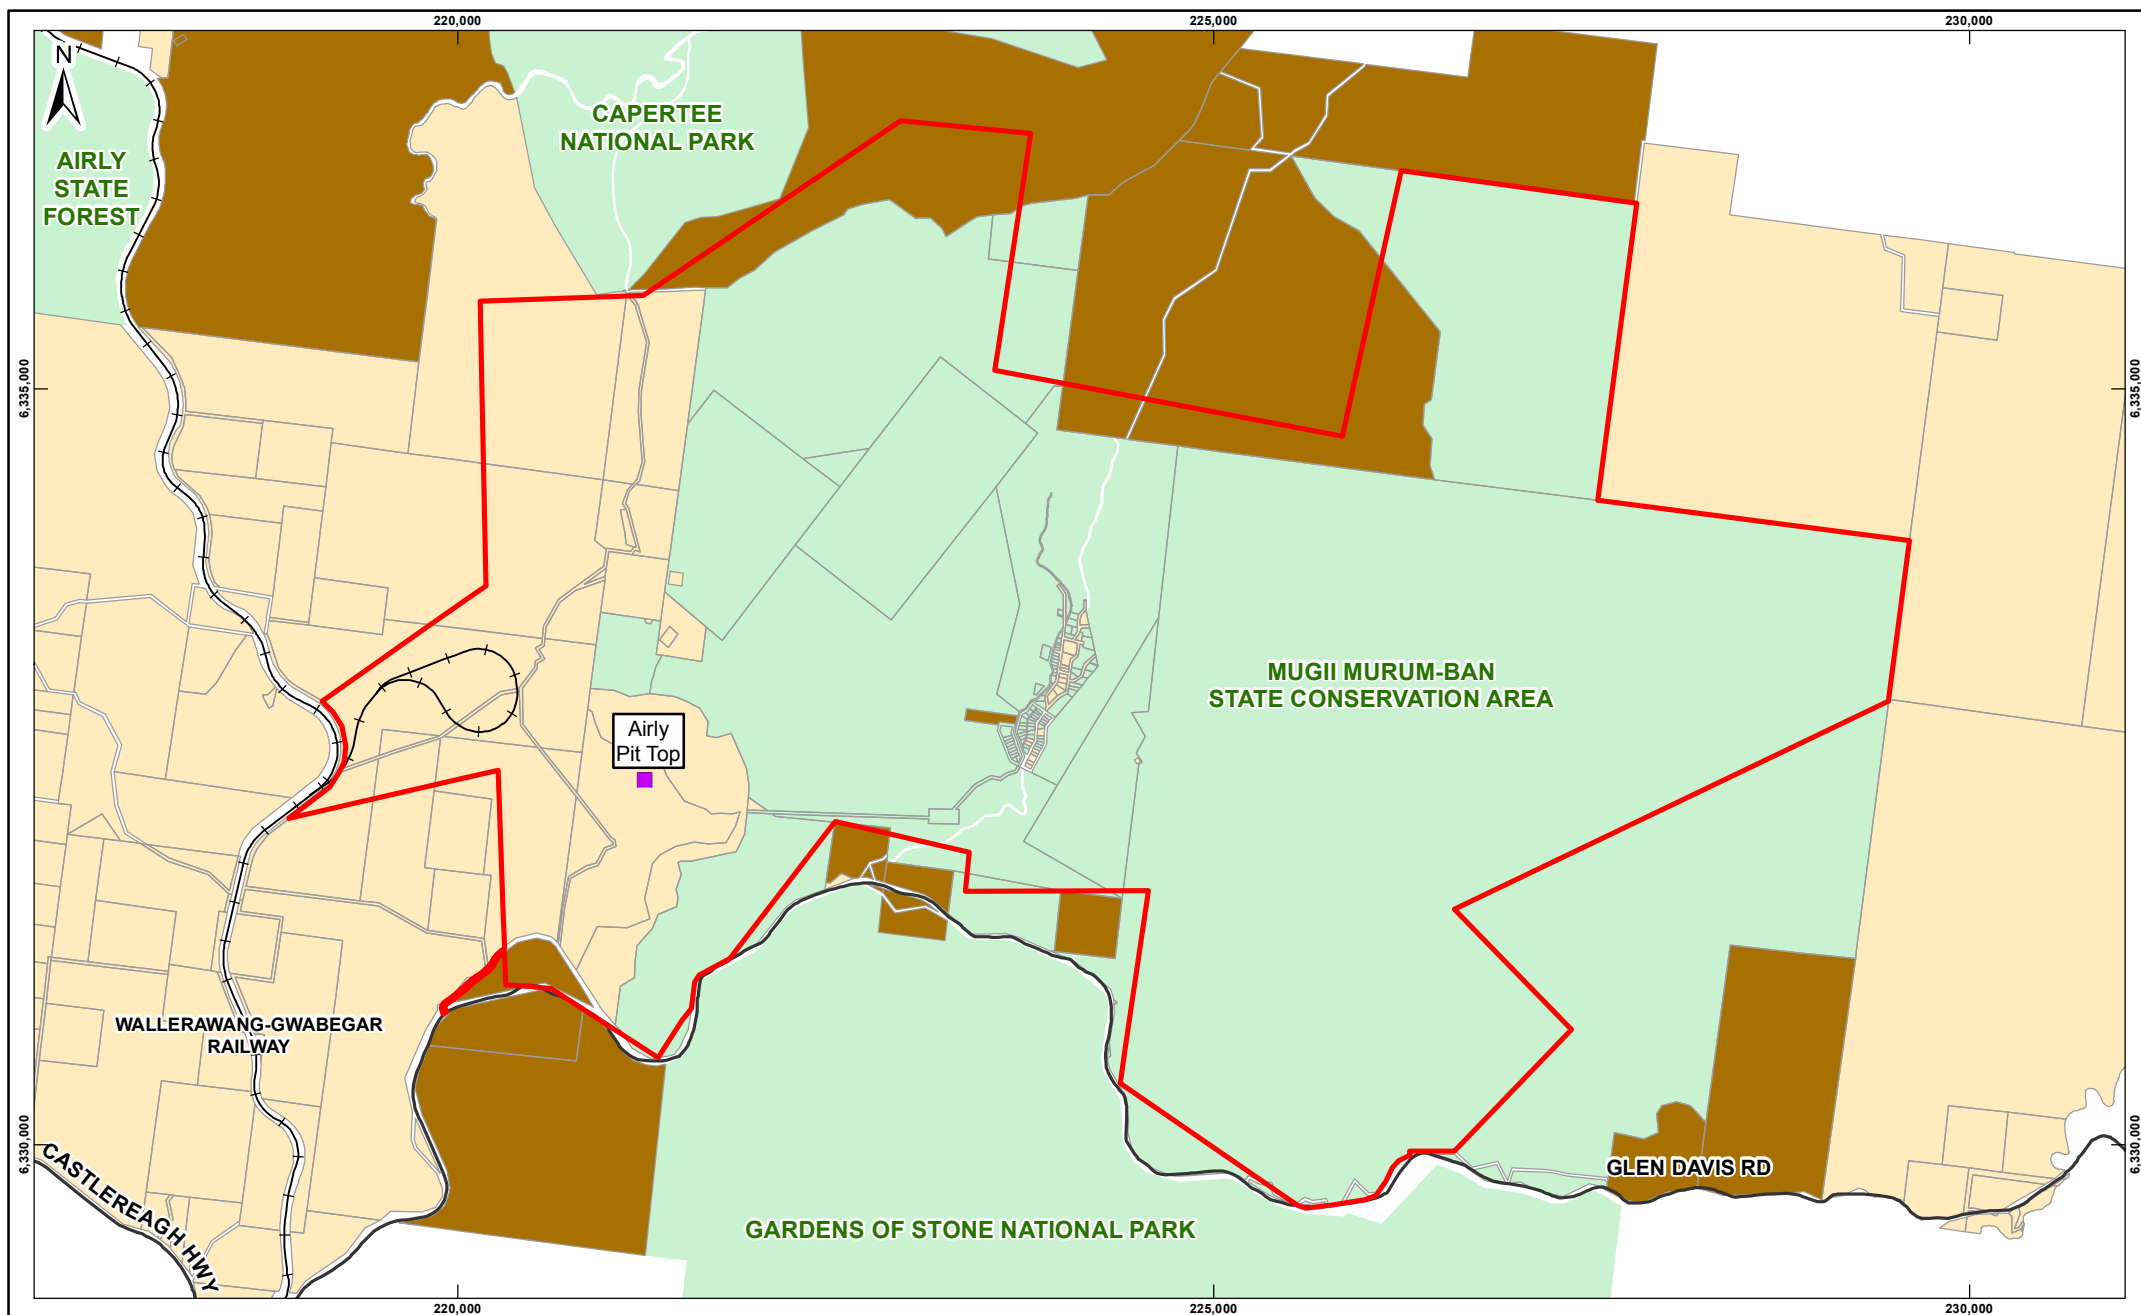 220,000
225,000
230,000
N
CAPERTEE
NATIONAL PARK
AIRLY
STATE
FOREST
6,335,000
6,335,000
MUGII MURUM-BAN
STATE CONSERVATION AREA
Airly
Pit Top
WALLERAWANG-GWABEGAR
RAILWAY
6,330,000
6,330,000
GLEN DAVIS RD
CASTLEREAGH HWY
GARDENS OF STONE NATIONAL PARK
220,000
225,000
230,000